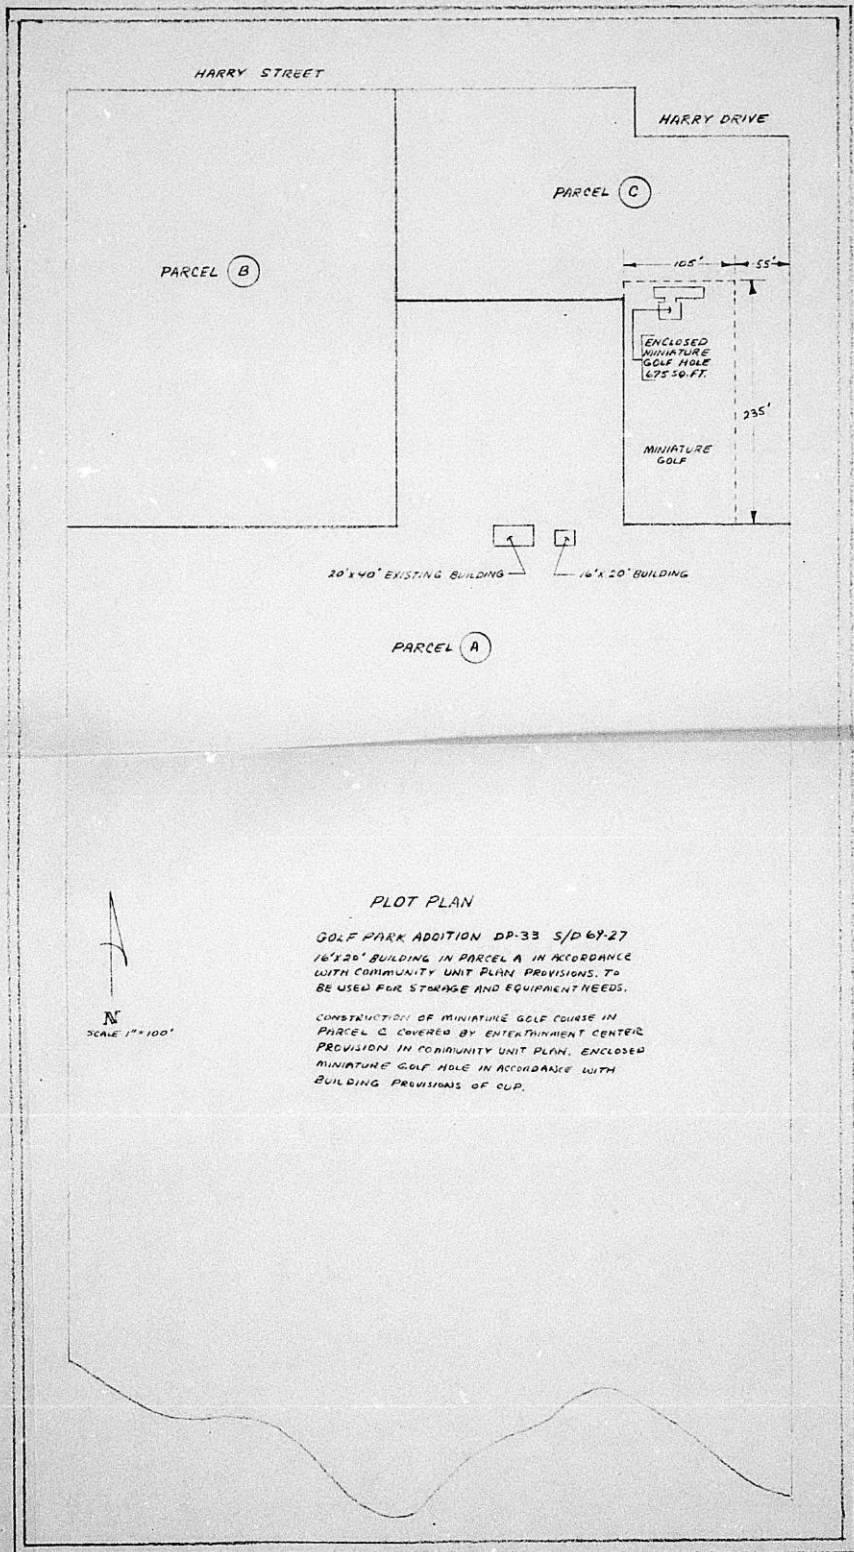 HARRY STREET
HARRY DRIVE
PARCEL C
PARCEL B
105'
55'
ENCLOSED
MINIATURE
GOLF HOLE
675 SQ. FT.
235'
MINIATURE
GOLF
20'X40' EXISTING BUILDING
16'X20' BUILDING
PARCEL A
N
SCALE 1"=100'
PLOT PLAN
GOLF PARK ADDITION DP-33 S/D 69-27
16'X20' BUILDING IN PARCEL A IN ACCORDANCE
WITH COMMUNITY UNIT PLAN PROVISIONS. TO
BE USED FOR STORAGE AND EQUIPMENT NEEDS.
CONSTRUCTION OF MINIATURE GOLF COURSE IN
PARCEL C COVERED BY ENTERTAINMENT CENTER
PROVISION IN COMMUNITY UNIT PLAN. ENCLOSED
MINIATURE GOLF HOLE IN ACCORDANCE WITH
BUILDING PROVISIONS OF CUP.